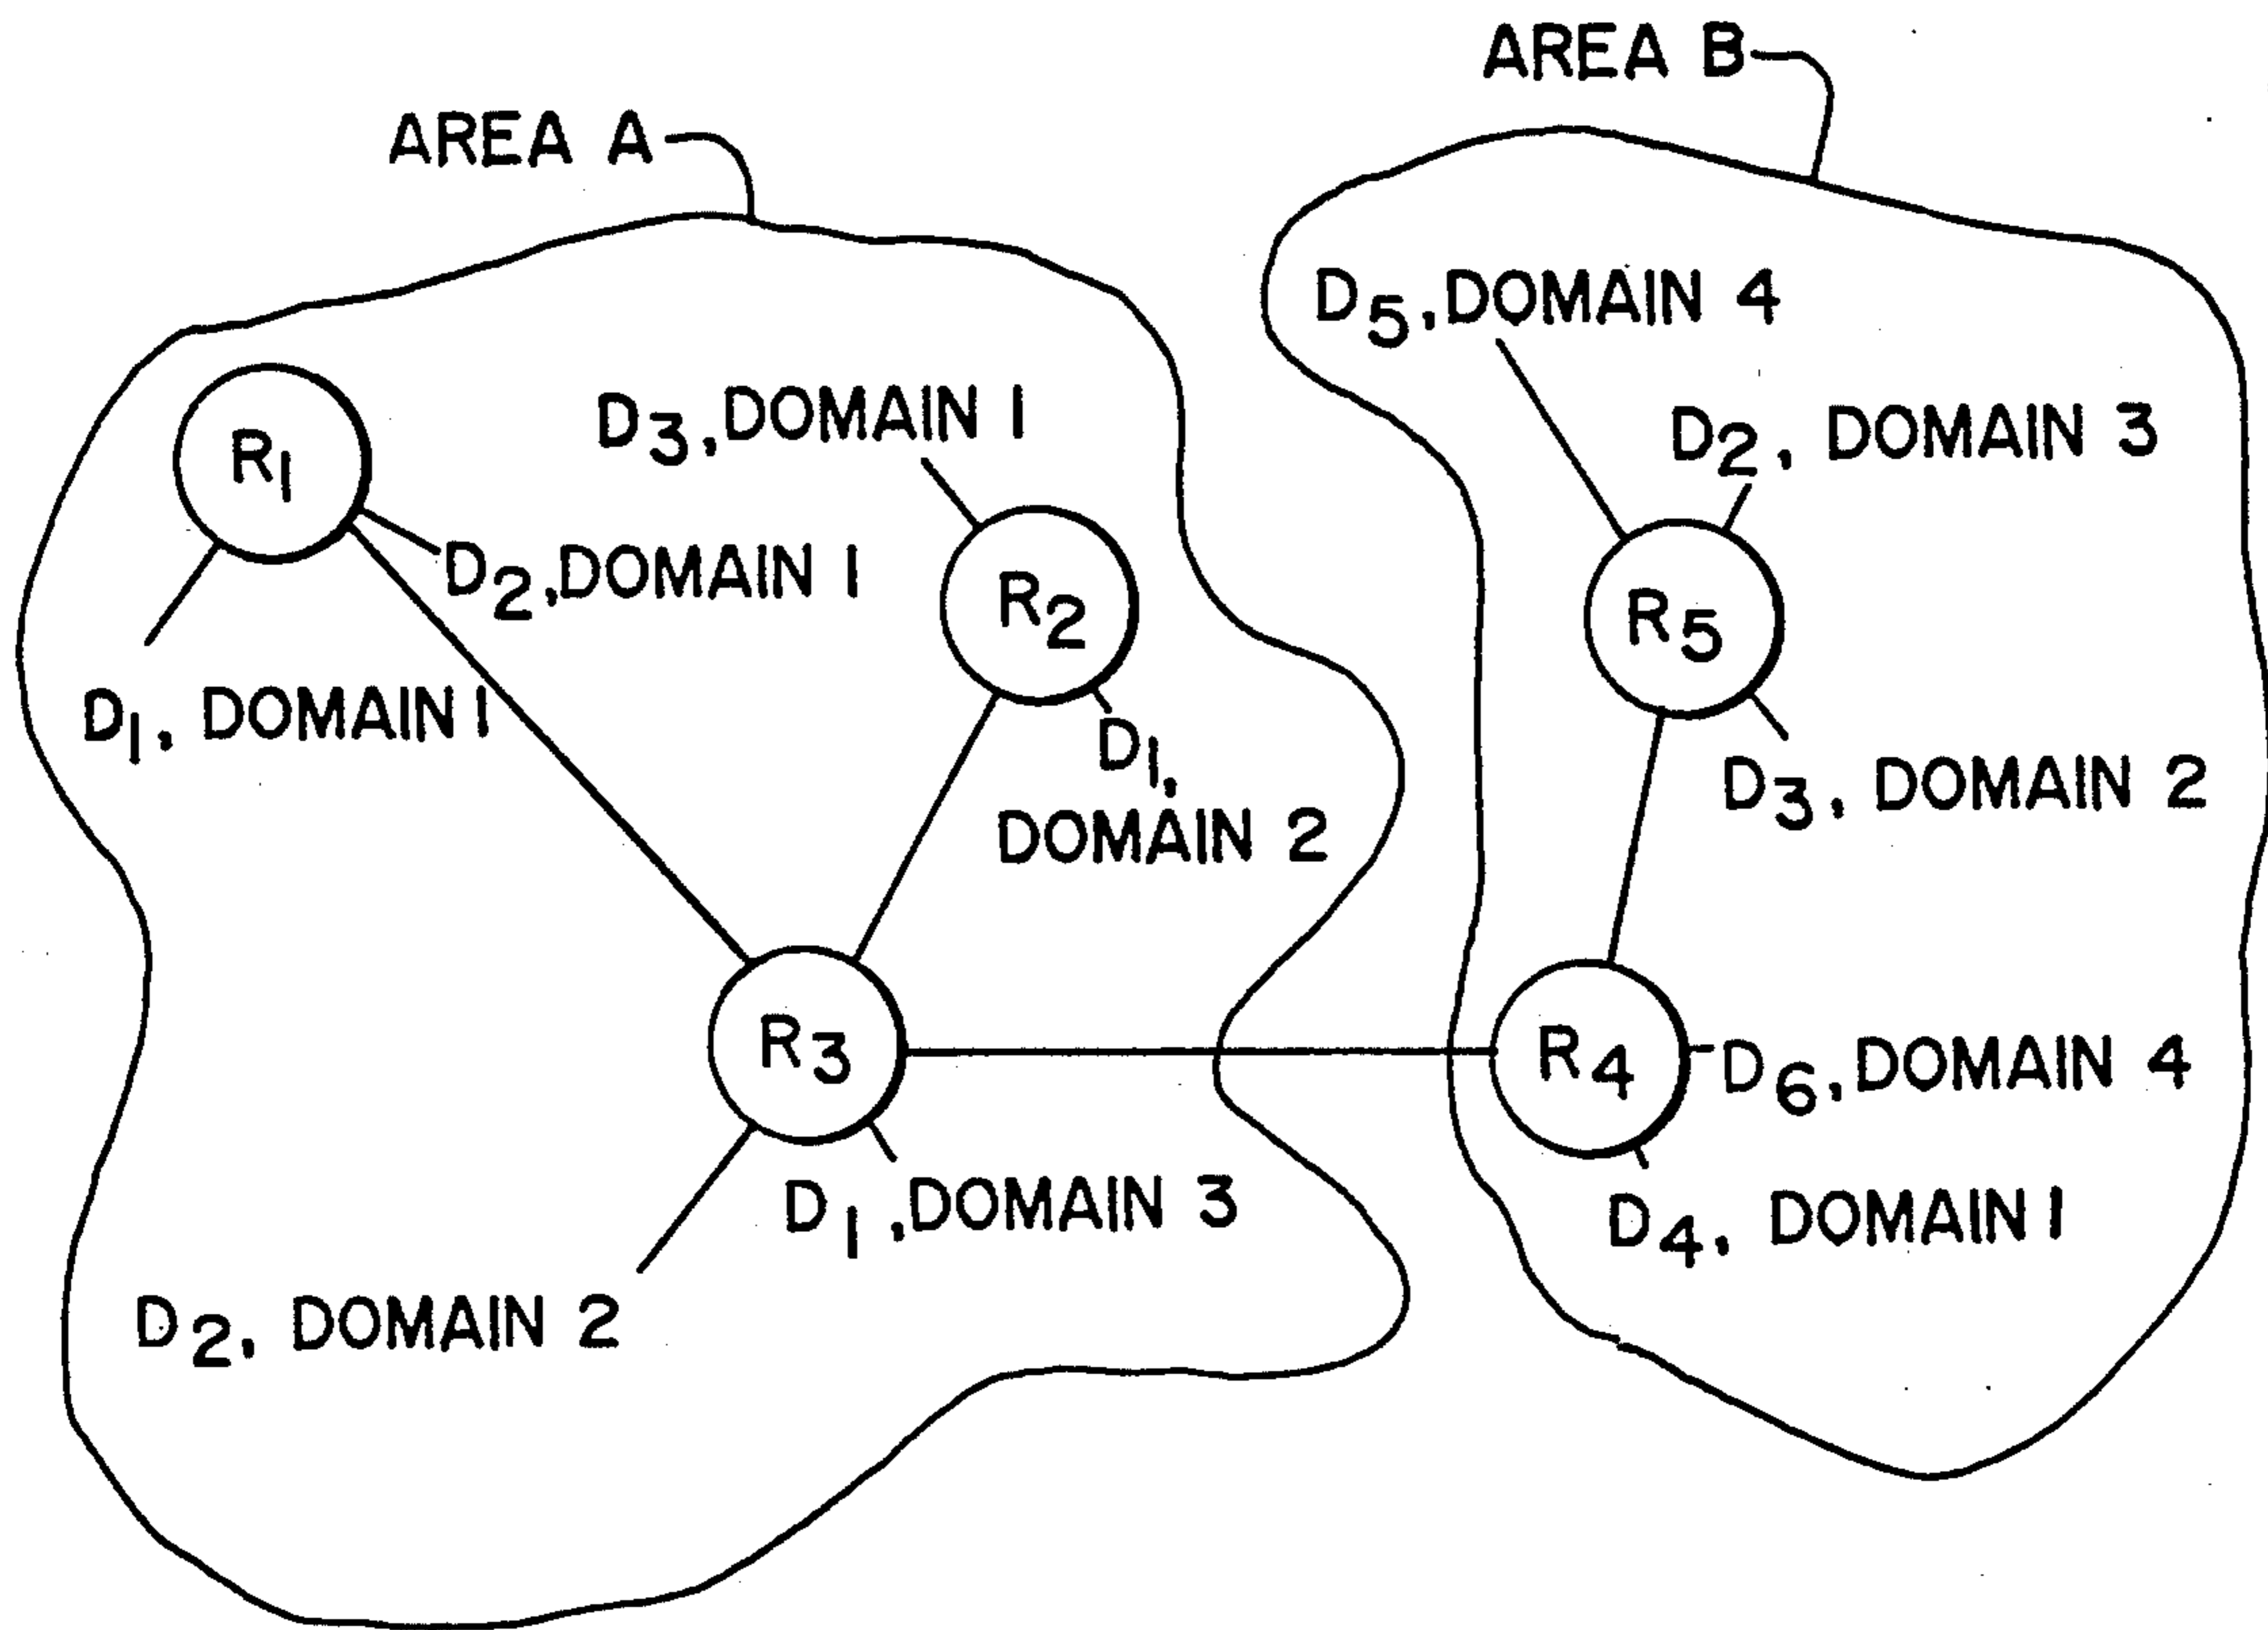 AREA B
AREA A
D5, DOMAIN 4
D3, DOMAIN 1
D2, DOMAIN 3
R1
D2, DOMAIN 1
R2
R5
D1, DOMAIN 1
D1,
DOMAIN 2
D3, DOMAIN 2
R3
R4
D6, DOMAIN 4
D1, DOMAIN 3
D4, DOMAIN 1
D2, DOMAIN 2